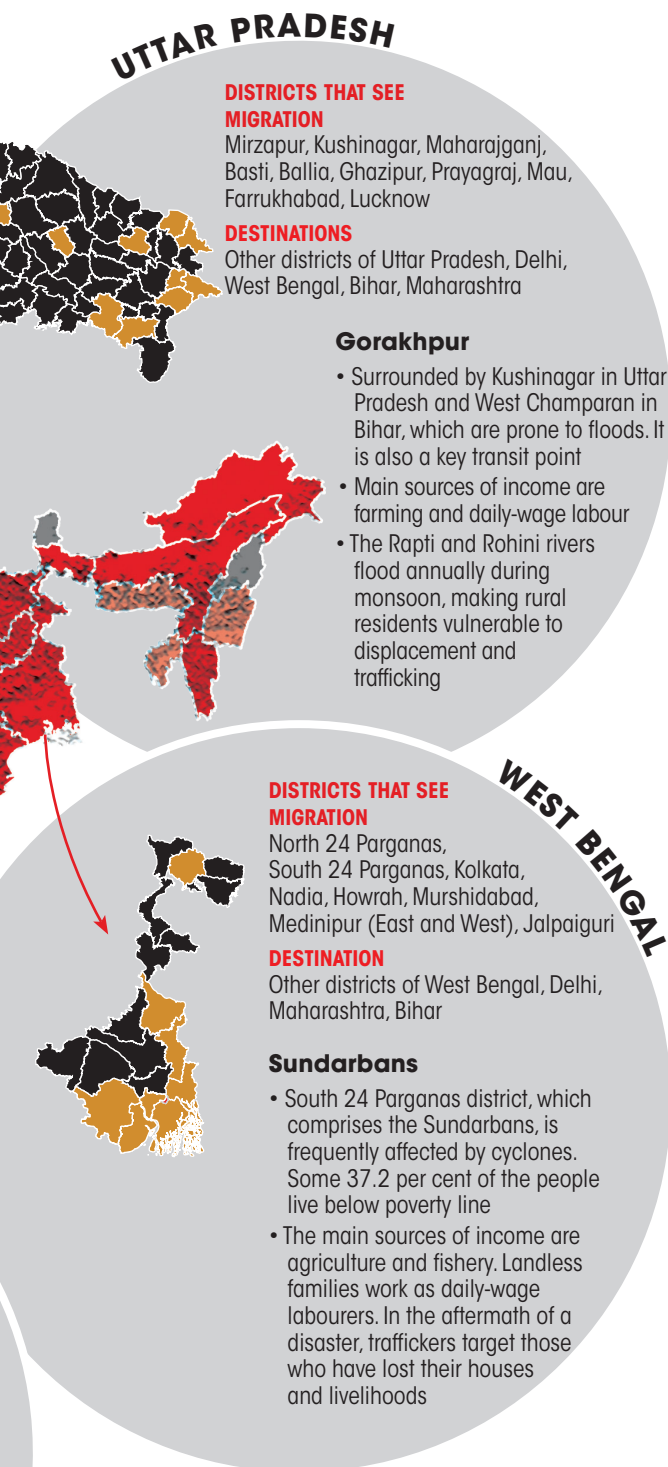 UTTAR PRADESH
DISTRICTS THAT SEE
MIGRATION
Mirzapur, Kushinagar, Maharajganj,
Basti, Ballia, Ghazipur, Prayagraj, Mau,
Farrukhabad, Lucknow
DESTINATIONS
Other districts of Uttar Pradesh, Delhi,
West Bengal, Bihar, Maharashtra
Gorakhpur
• Surrounded by Kushinagar in Uttar
Pradesh and West Champaran in
Bihar, which are prone to floods. It
is also a key transit point
• Main sources of income are
farming and daily-wage labour
• The Rapti and Rohini rivers
flood annually during
monsoon, making rural
residents vulnerable to
displacement and
trafficking
WEST BENGAL
DISTRICTS THAT SEE
MIGRATION
North 24 Parganas,
South 24 Parganas, Kolkata,
Nadia, Howrah, Murshidabad,
Medinipur (East and West), Jalpaiguri
DESTINATION
Other districts of West Bengal, Delhi,
Maharashtra, Bihar
Sundarbans
• South 24 Parganas district, which
comprises the Sundarbans, is
frequently affected by cyclones.
Some 37.2 per cent of the people
live below poverty line
• The main sources of income are
agriculture and fishery. Landless
families work as daily-wage
labourers. In the aftermath of a
disaster, traffickers target those
who have lost their houses
and livelihoods